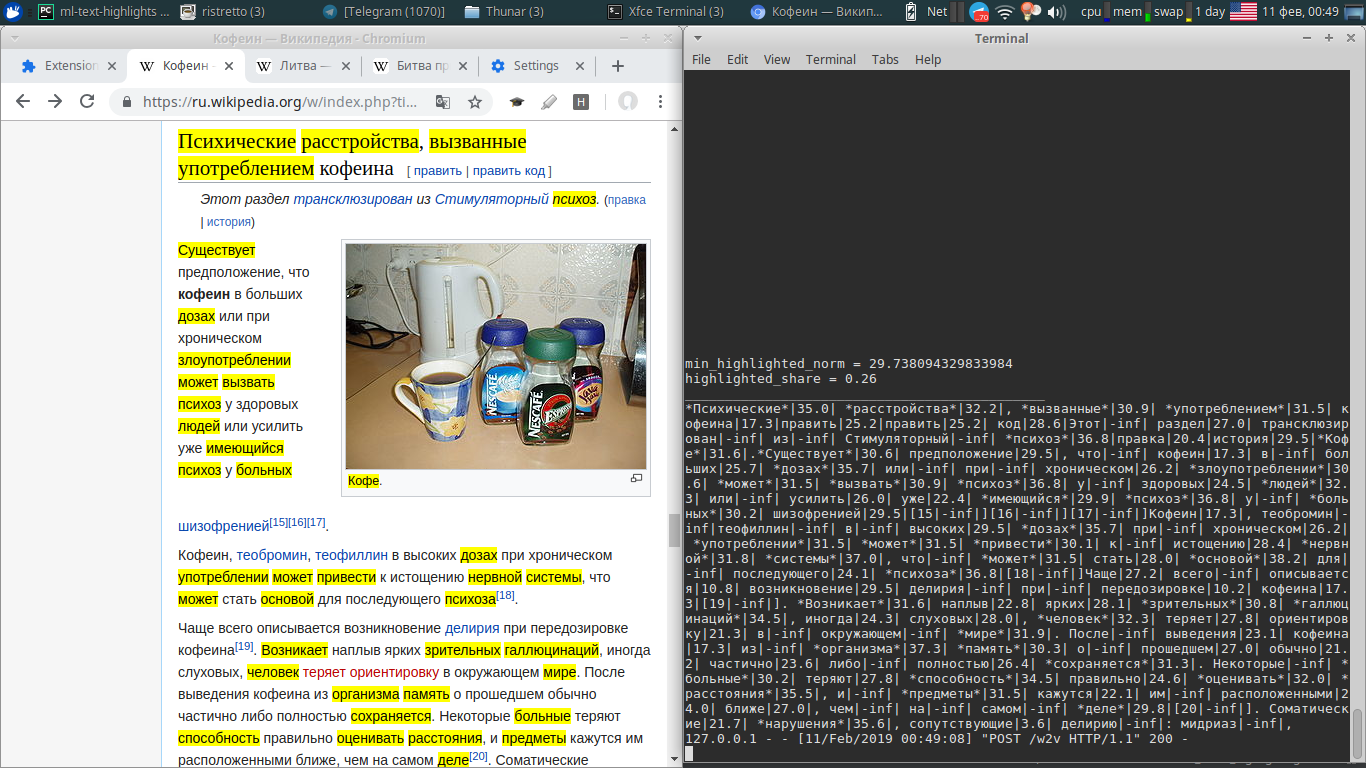 ml-text-highlights ...
ristretto (3)
[Telegram (1070)]
Thunar (3)
Xfce Terminal (3)
Кофеин — Викип...
Net
70
cpu
mem
swap
1 day
11 фев, 00:49
Кофеин — Википедия - Chromium
Extension
Кофеин -
Литва —
Битва пр
Settings
https://ru.wikipedia.org/w/index.php?ti...
Психические расстройства, вызванные
употреблением кофеина [ править | править код ]
Этот раздел трансклюзирован из Стимуляторный психоз. (правка
| история)
Существует
предположение, что
кофеин в больших
дозах или при
хроническом
злоупотреблении
может вызвать
психоз у здоровых
людей или усилить
уже имеющийся
психоз у больных
NESCAFÉ
NESCAFÉ
Кофе.
шизофренией[15][16][17].
Кофеин, теобромин, теофиллин в высоких дозах при хроническом
употреблении может привести к истощению нервной системы, что
может стать основой для последующего психоза[18].
Чаще всего описывается возникновение делирия при передозировке
кофеина[19]. Возникает наплыв ярких зрительных галлюцинаций, иногда
слуховых, человек теряет ориентировку в окружающем мире. После
выведения кофеина из организма память о прошедшем обычно
частично либо полностью сохраняется. Некоторые больные теряют
способность правильно оценивать расстояния, и предметы кажутся им
расположенными ближе, чем на самом деле[20]. Соматические
Terminal
File Edit View Terminal Tabs Help
min_highlighted_norm = 29.738094329833984
highlighted_share = 0.26
*Психические*|35.0| *расстройства*|32.2|, *вызванные*|30.9| *употреблением*|31.5| к
офеина|17.3|править|25.2|править|25.2| код|28.6|Этот|-inf| раздел|27.0| трансклюзир
ован|-inf| из|-inf| Стимуляторный|-inf| *психоз*|36.8|правка|20.4|история|29.5|*Коф
е*|31.6|.*Существует*|30.6| предположение|29.5|, что|-inf| кофеин|17.3| в|-inf| бол
ьших|25.7| *дозах*|35.7| или|-inf| при|-inf| хроническом|26.2| *злоупотреблении*|30
.6| *может*|31.5| *вызвать*|30.9| *психоз*|36.8| у|-inf| здоровых|24.5| *людей*|32.
3| или|-inf| усилить|26.0| уже|22.4| *имеющийся*|29.9| *психоз*|36.8| у|-inf| *боль
ных*|30.2| шизофренией|29.5|[15|-inf|][16|-inf|][17|-inf|]Кофеин|17.3|, теобромин|-
inf|теофиллин|-inf| в|-inf| высоких|29.5| *дозах*|35.7| при|-inf| хроническом|26.2|
*употреблении*|31.5| *может*|31.5| *привести*|30.1| к|-inf| истощению|28.4| *нервн
ой*|31.8| *системы*|37.0|, что|-inf| *может*|31.5| стать|28.0| *основой*|38.2| для|
-inf| последующего|24.1| *психоза*|36.8|[18|-inf|]Чаще|27.2| всего|-inf| описываетс
я|10.8| возникновение|29.5| делирия|-inf| при|-inf| передозировке|10.2| кофеина|17.
3|[19|-inf|]. *Возникает*|31.6| наплыв|22.8| ярких|28.1| *зрительных*|30.8| *галлюц
инаций*|34.5|, иногда|24.3| слуховых|28.0|, *человек*|32.3| теряет|27.8| ориентиров
ку|21.3| в|-inf| окружающем|-inf| *мире*|31.9|. После|-inf| выведения|23.1| кофеина
|17.3| из|-inf| *организма*|37.3| *память*|30.3| о|-inf| прошедшем|27.0| обычно|21.
2| частично|23.6| либо|-inf| полностью|26.4| *сохраняется*|31.3|. Некоторые|-inf| *
больные*|30.2| теряют|27.8| *способность*|34.5| правильно|24.6| *оценивать*|32.0| *
расстояния*|35.5|, и|-inf| *предметы*|31.5| кажутся|22.1| им|-inf| расположенными|2
4.0| ближе|27.0|, чем|-inf| на|-inf| самом|-inf| *деле*|29.8|[20|-inf|]. Соматическ
ие|21.7| *нарушения*|35.6|, сопутствующие|3.6| делирию|-inf|: мидриаз|-inf|,
127.0.0.1 - - [11/Feb/2019 00:49:08] "POST /w2v HTTP/1.1" 200 -